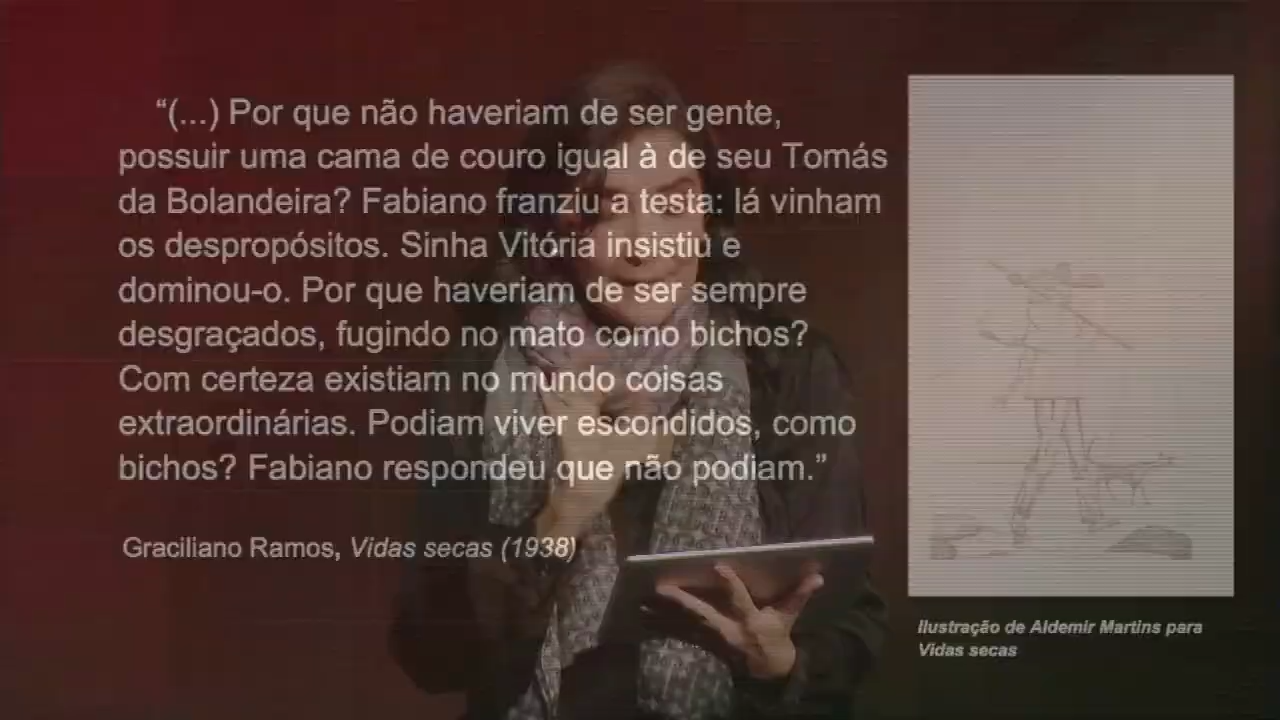 “(...) Por que não haveriam de ser gente,
possuir uma cama de couro igual à de seu Tomás
da Bolandeira? Fabiano franziu a testa: lá vinham
os despropósitos. Sinha Vitória insistiu e
dominou-o. Por que haveriam de ser sempre
desgraçados, fugindo no mato como bichos?
Com certeza existiam no mundo coisas
extraordinárias. Podiam viver escondidos, como
bichos? Fabiano respondeu que não podiam.”
Graciliano Ramos, Vidas secas (1938)
Ilustração de Aldemir Martins para
Vidas secas